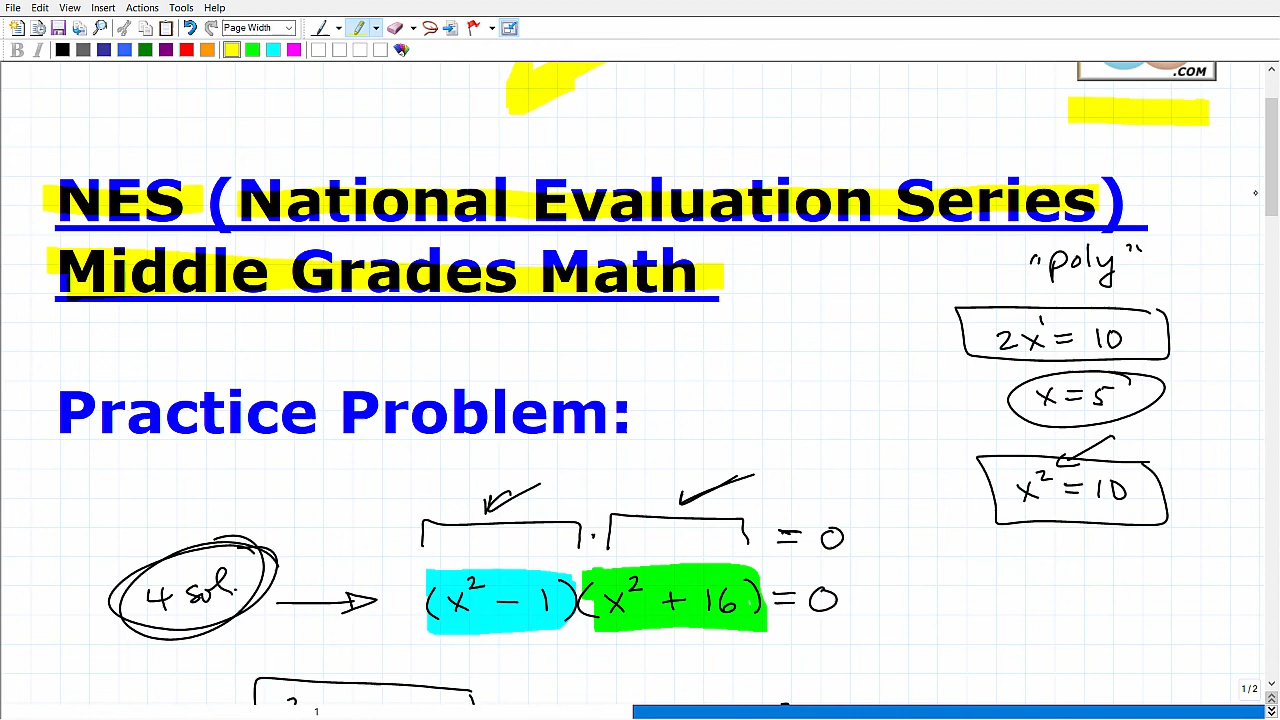 File Edit View Insert Actions Tools Help
Page Width
B I
.COM
NES (National Evaluation Series)
Middle Grades Math
"poly"
2x¹ = 10
x = 5
x² = 10
Practice Problem:
· = 0
4 sol.
(x² - 1)(x² + 16) = 0
1/2
1